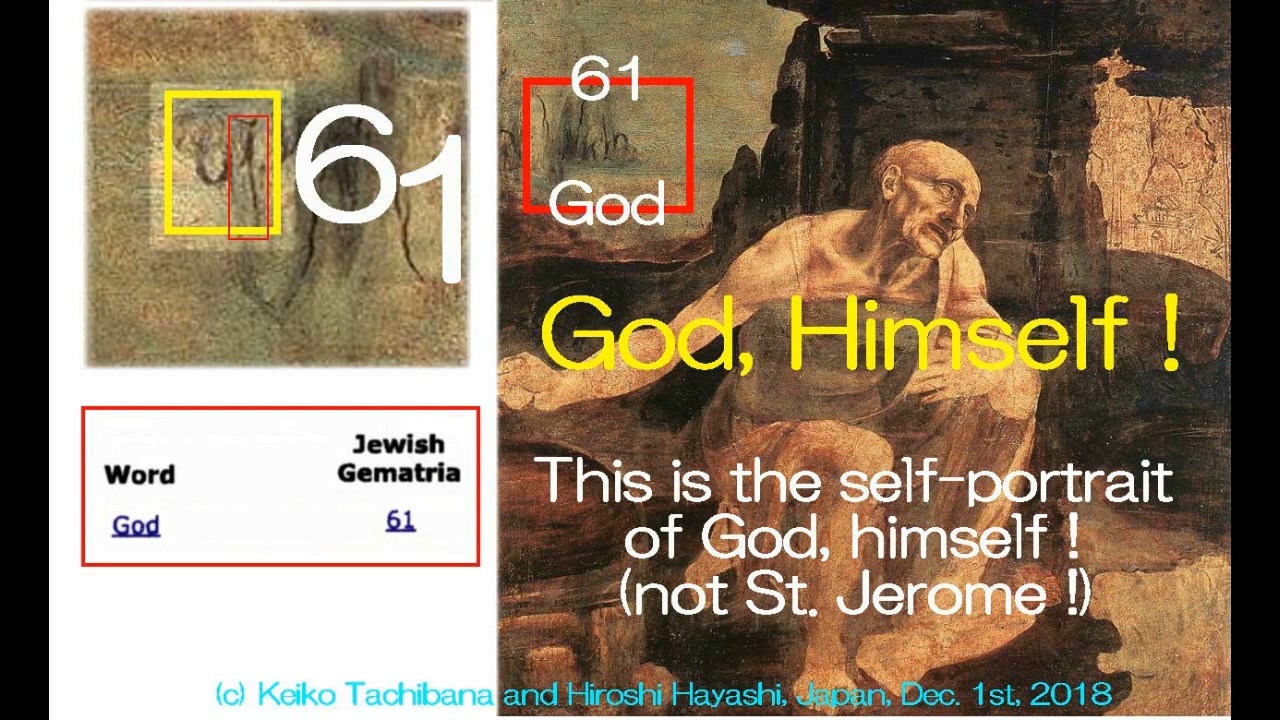 61
61
God
God, Himself !
Word
Jewish
Gematria
God
61
This is the self-portrait
of God, himself !
(not St. Jerome !)
(c) Keiko Tachibana and Hiroshi Hayashi, Japan, Dec. 1st, 2018